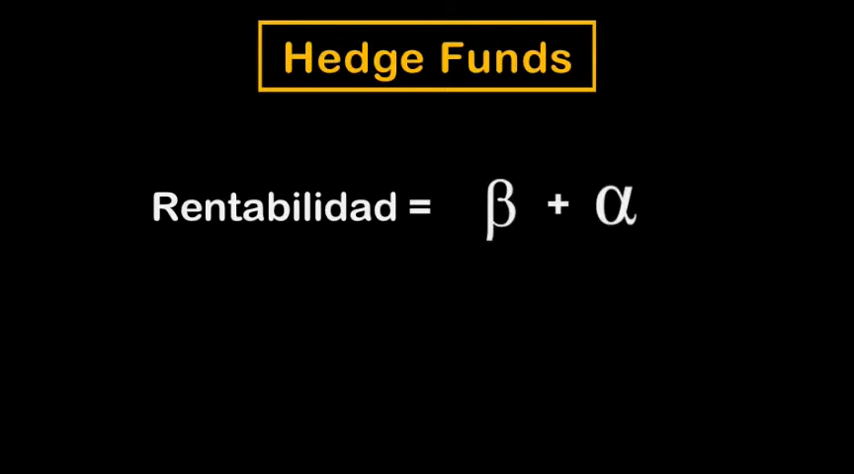 Hedge Funds
Rentabilidad = β + α